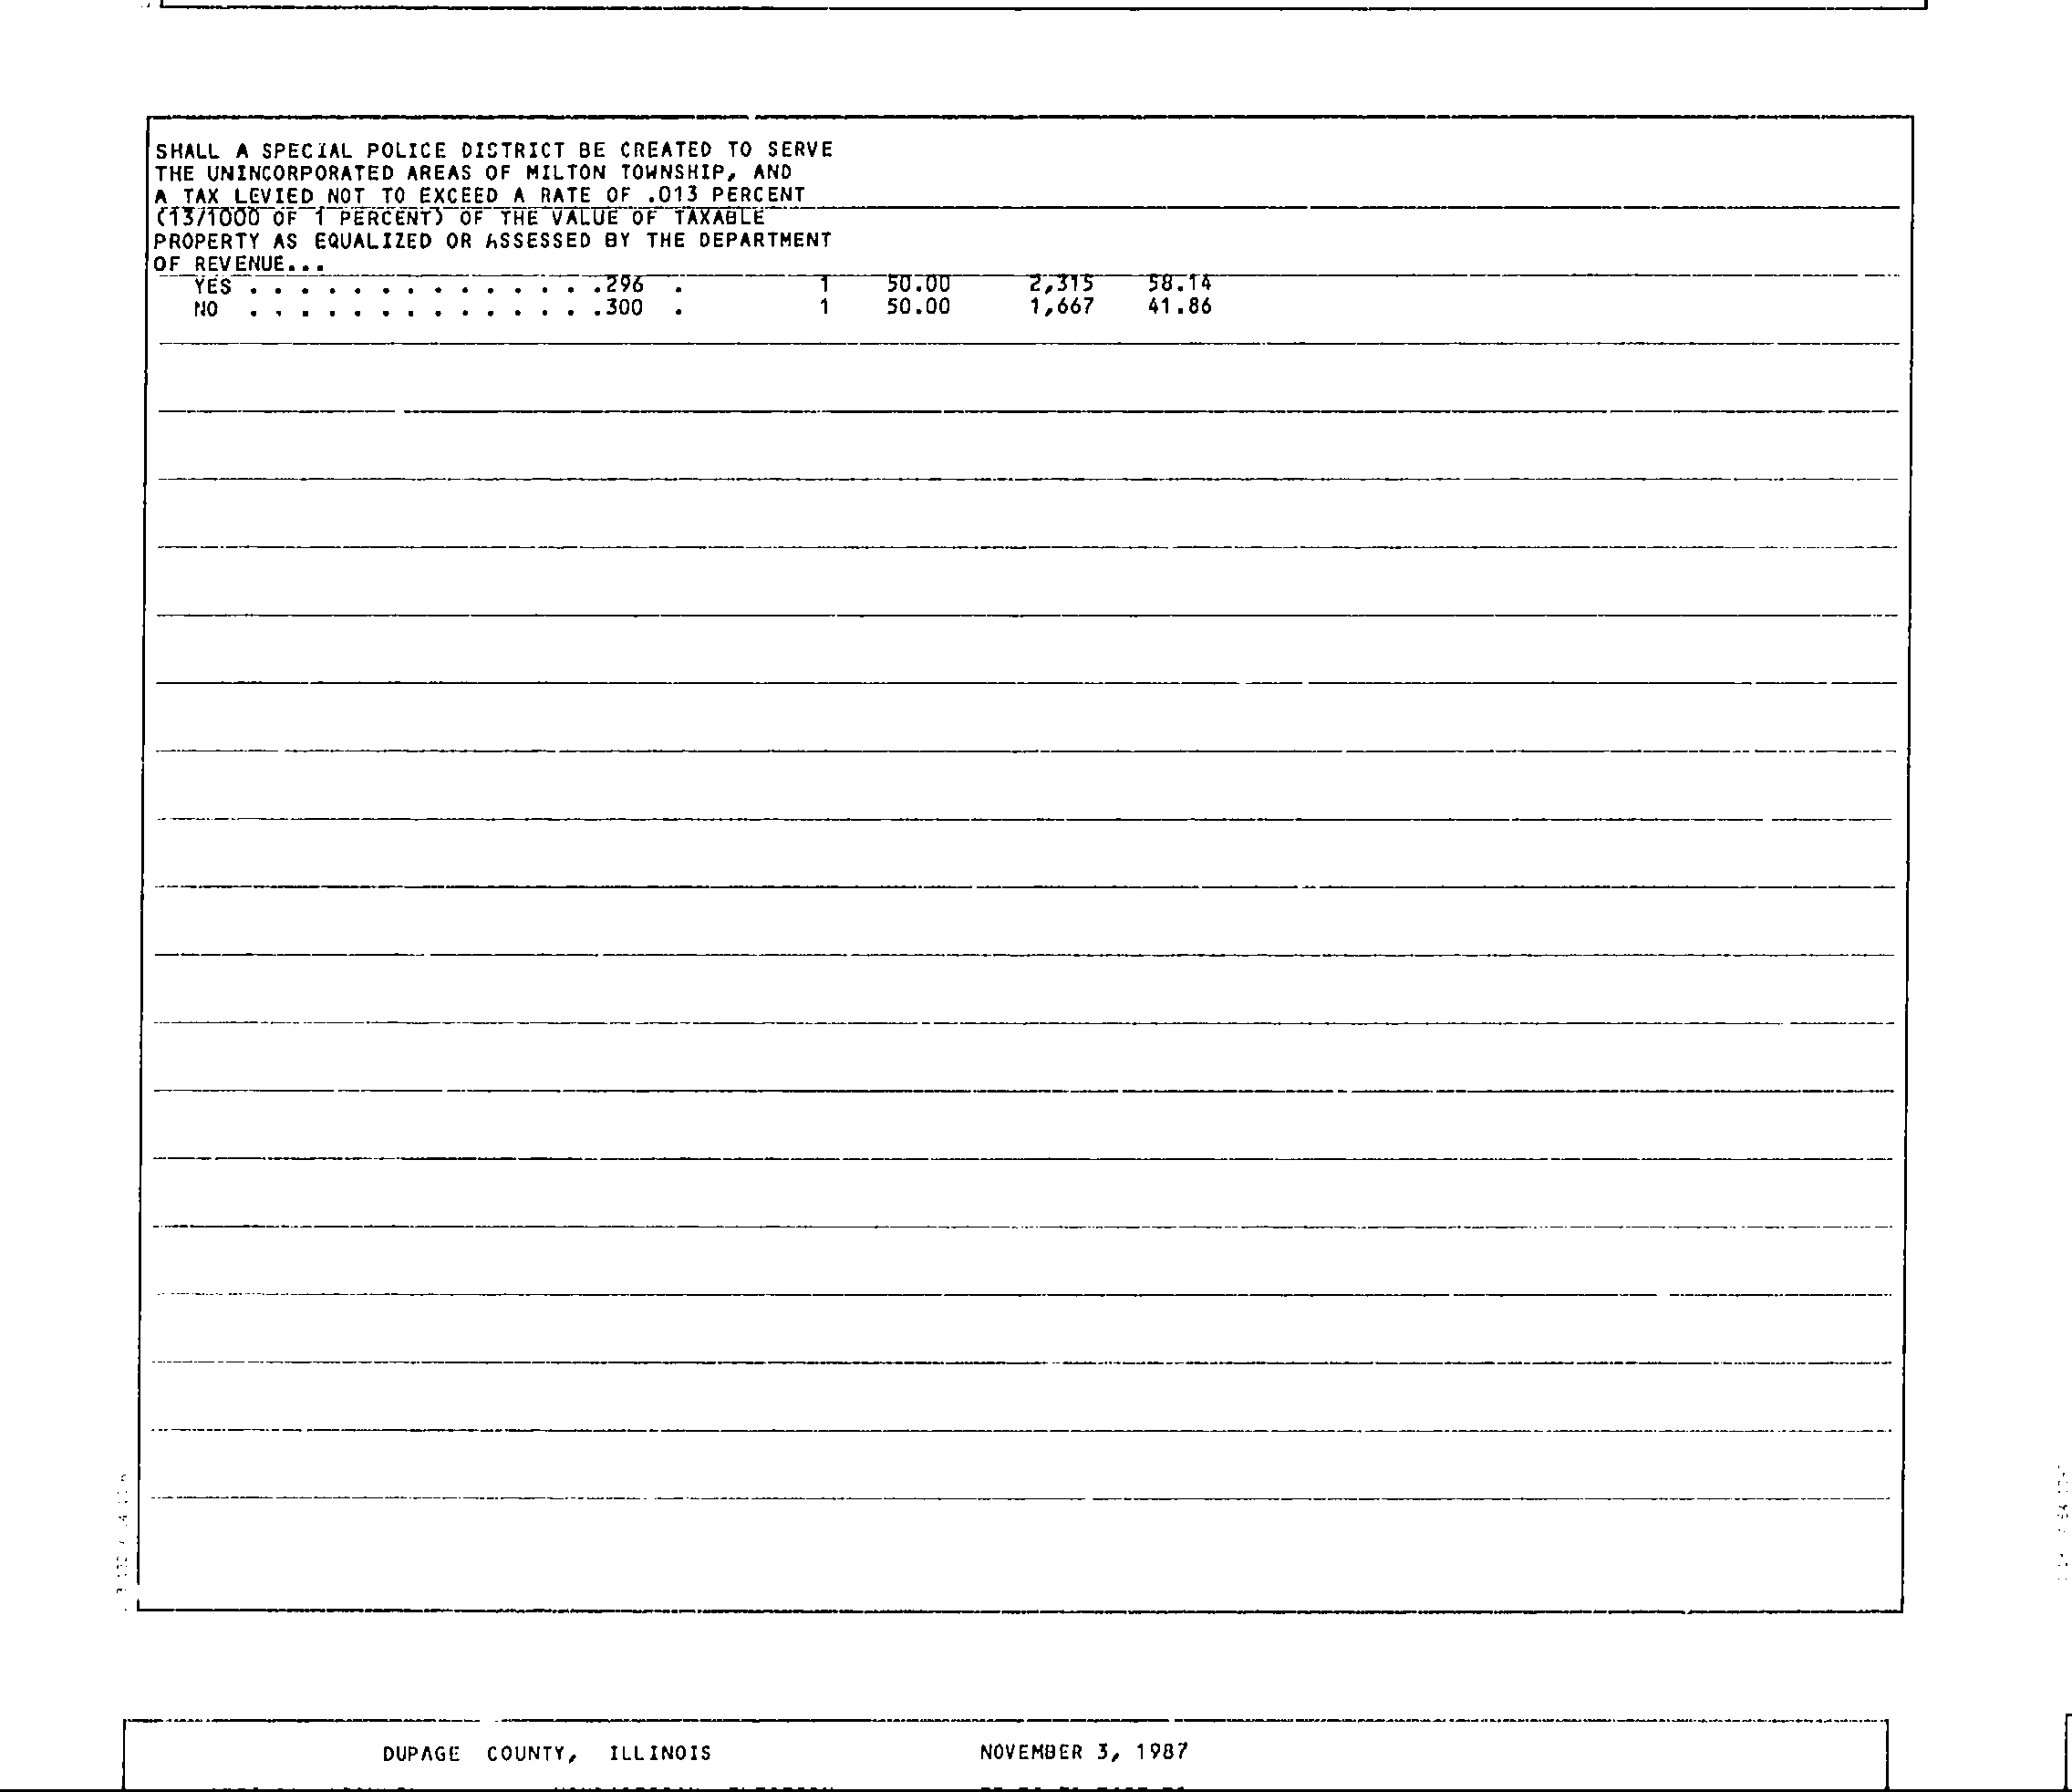 SHALL A SPECIAL POLICE DISTRICT BE CREATED TO SERVE
THE UNINCORPORATED AREAS OF MILTON TOWNSHIP, AND
A TAX LEVIED NOT TO EXCEED A RATE OF .013 PERCENT
(13/1000 OF 1 PERCENT) OF THE VALUE OF TAXABLE
PROPERTY AS EQUALIZED OR ASSESSED BY THE DEPARTMENT
OF REVENUE...
YES . . . . . . . . . . . . . .296 . 1 50.00 2,315 58.14
NO . . . . . . . . . . . . . .300 . 1 50.00 1,667 41.86
DUPAGE COUNTY, ILLINOIS NOVEMBER 3, 1987